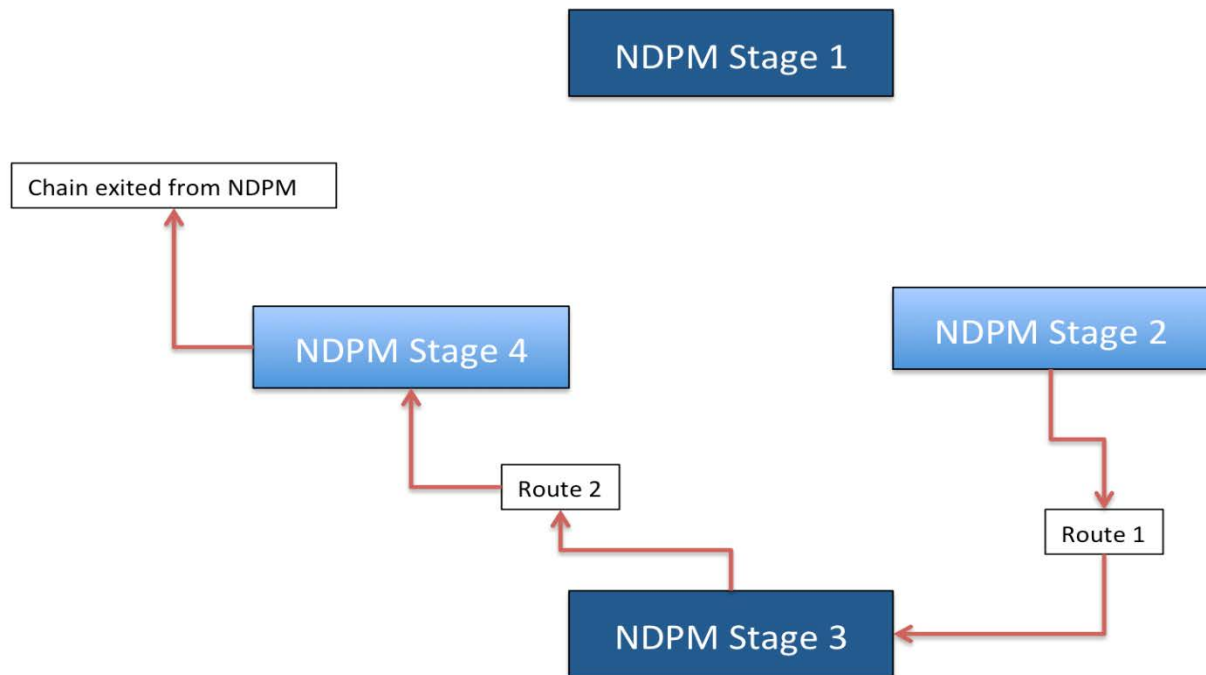 NDPM Stage 1
Chain exited from NDPM
NDPM Stage 4
NDPM Stage 2
Route 2
Route 1
NDPM Stage 3